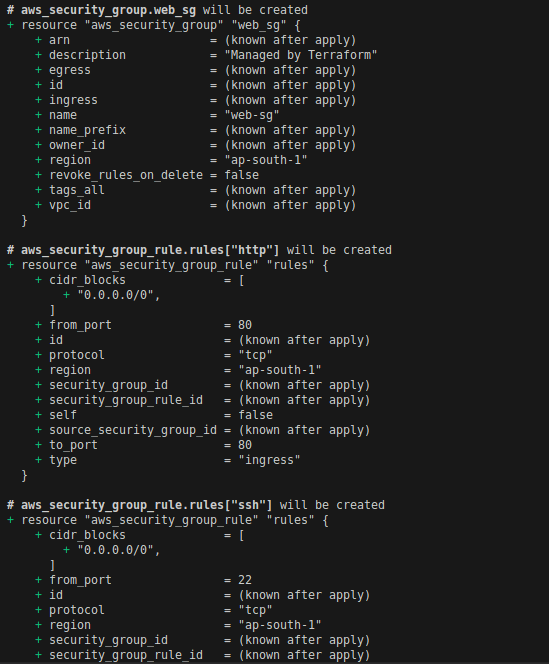 # aws_security_group.web_sg will be created
+ resource "aws_security_group" "web_sg" {
    + arn                    = (known after apply)
    + description            = "Managed by Terraform"
    + egress                 = (known after apply)
    + id                     = (known after apply)
    + ingress                = (known after apply)
    + name                   = "web-sg"
    + name_prefix            = (known after apply)
    + owner_id               = (known after apply)
    + region                 = "ap-south-1"
    + revoke_rules_on_delete = false
    + tags_all               = (known after apply)
    + vpc_id                 = (known after apply)
  }
# aws_security_group_rule.rules["http"] will be created
+ resource "aws_security_group_rule" "rules" {
    + cidr_blocks              = [
        + "0.0.0.0/0",
      ]
    + from_port                = 80
    + id                       = (known after apply)
    + protocol                 = "tcp"
    + region                   = "ap-south-1"
    + security_group_id        = (known after apply)
    + security_group_rule_id   = (known after apply)
    + self                     = false
    + source_security_group_id = (known after apply)
    + to_port                  = 80
    + type                     = "ingress"
  }
# aws_security_group_rule.rules["ssh"] will be created
+ resource "aws_security_group_rule" "rules" {
    + cidr_blocks              = [
        + "0.0.0.0/0",
      ]
    + from_port                = 22
    + id                       = (known after apply)
    + protocol                 = "tcp"
    + region                   = "ap-south-1"
    + security_group_id        = (known after apply)
    + security_group_rule_id   = (known after apply)